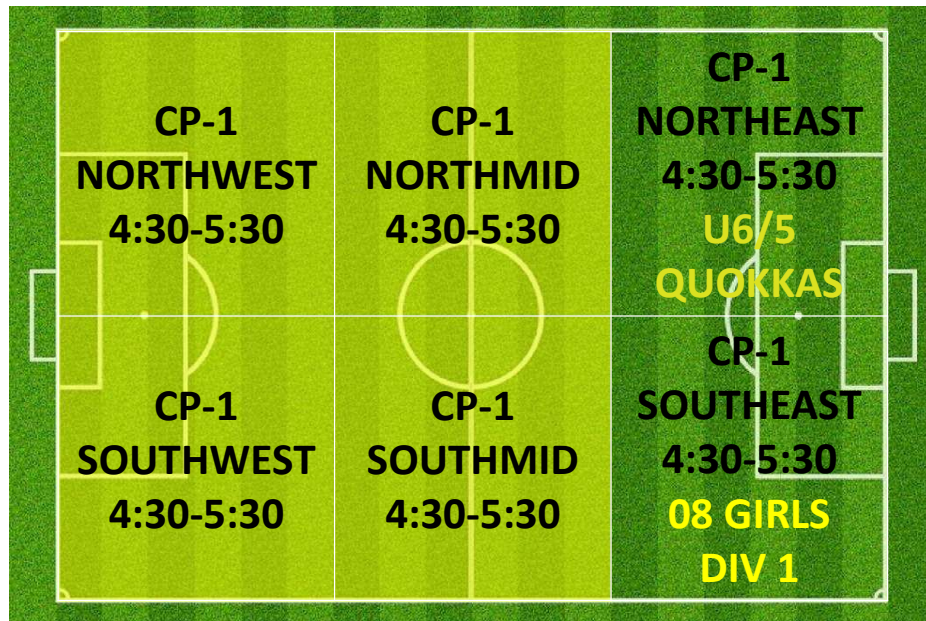 CP-1
NORTHWEST
4:30-5:30
CP-1
NORTHMID
4:30-5:30
CP-1
NORTHEAST
4:30-5:30
U6/5
QUOKKAS
CP-1
SOUTHWEST
4:30-5:30
CP-1
SOUTHMID
4:30-5:30
CP-1
SOUTHEAST
4:30-5:30
08 GIRLS
DIV 1